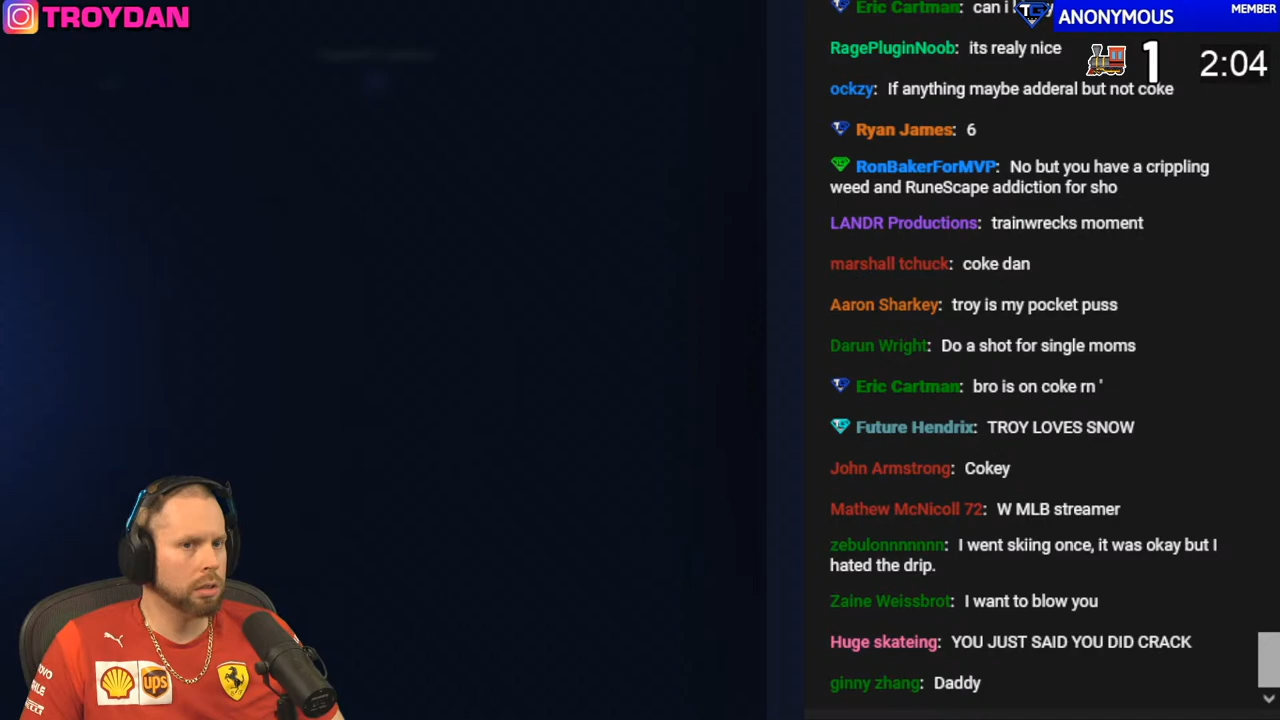 TROYDAN
Eric Cartman: can i
MEMBER
ANONYMOUS
RagePluginNoob: its realy nice
1
2:04
ockzy: If anything maybe adderal but not coke
Ryan James: 6
RonBakerForMVP: No but you have a crippling
weed and RuneScape addiction for sho
LANDR Productions: trainwrecks moment
marshall tchuck: coke dan
Aaron Sharkey: troy is my pocket puss
Darun Wright: Do a shot for single moms
Eric Cartman: bro is on coke rn '
Future Hendrix: TROY LOVES SNOW
John Armstrong: Cokey
Mathew McNicoll 72: W MLB streamer
zebulonnnnnnn: I went skiing once, it was okay but I
hated the drip.
Zaine Weissbrot: I want to blow you
Huge skateing: YOU JUST SAID YOU DID CRACK
ginny zhang: Daddy
ups